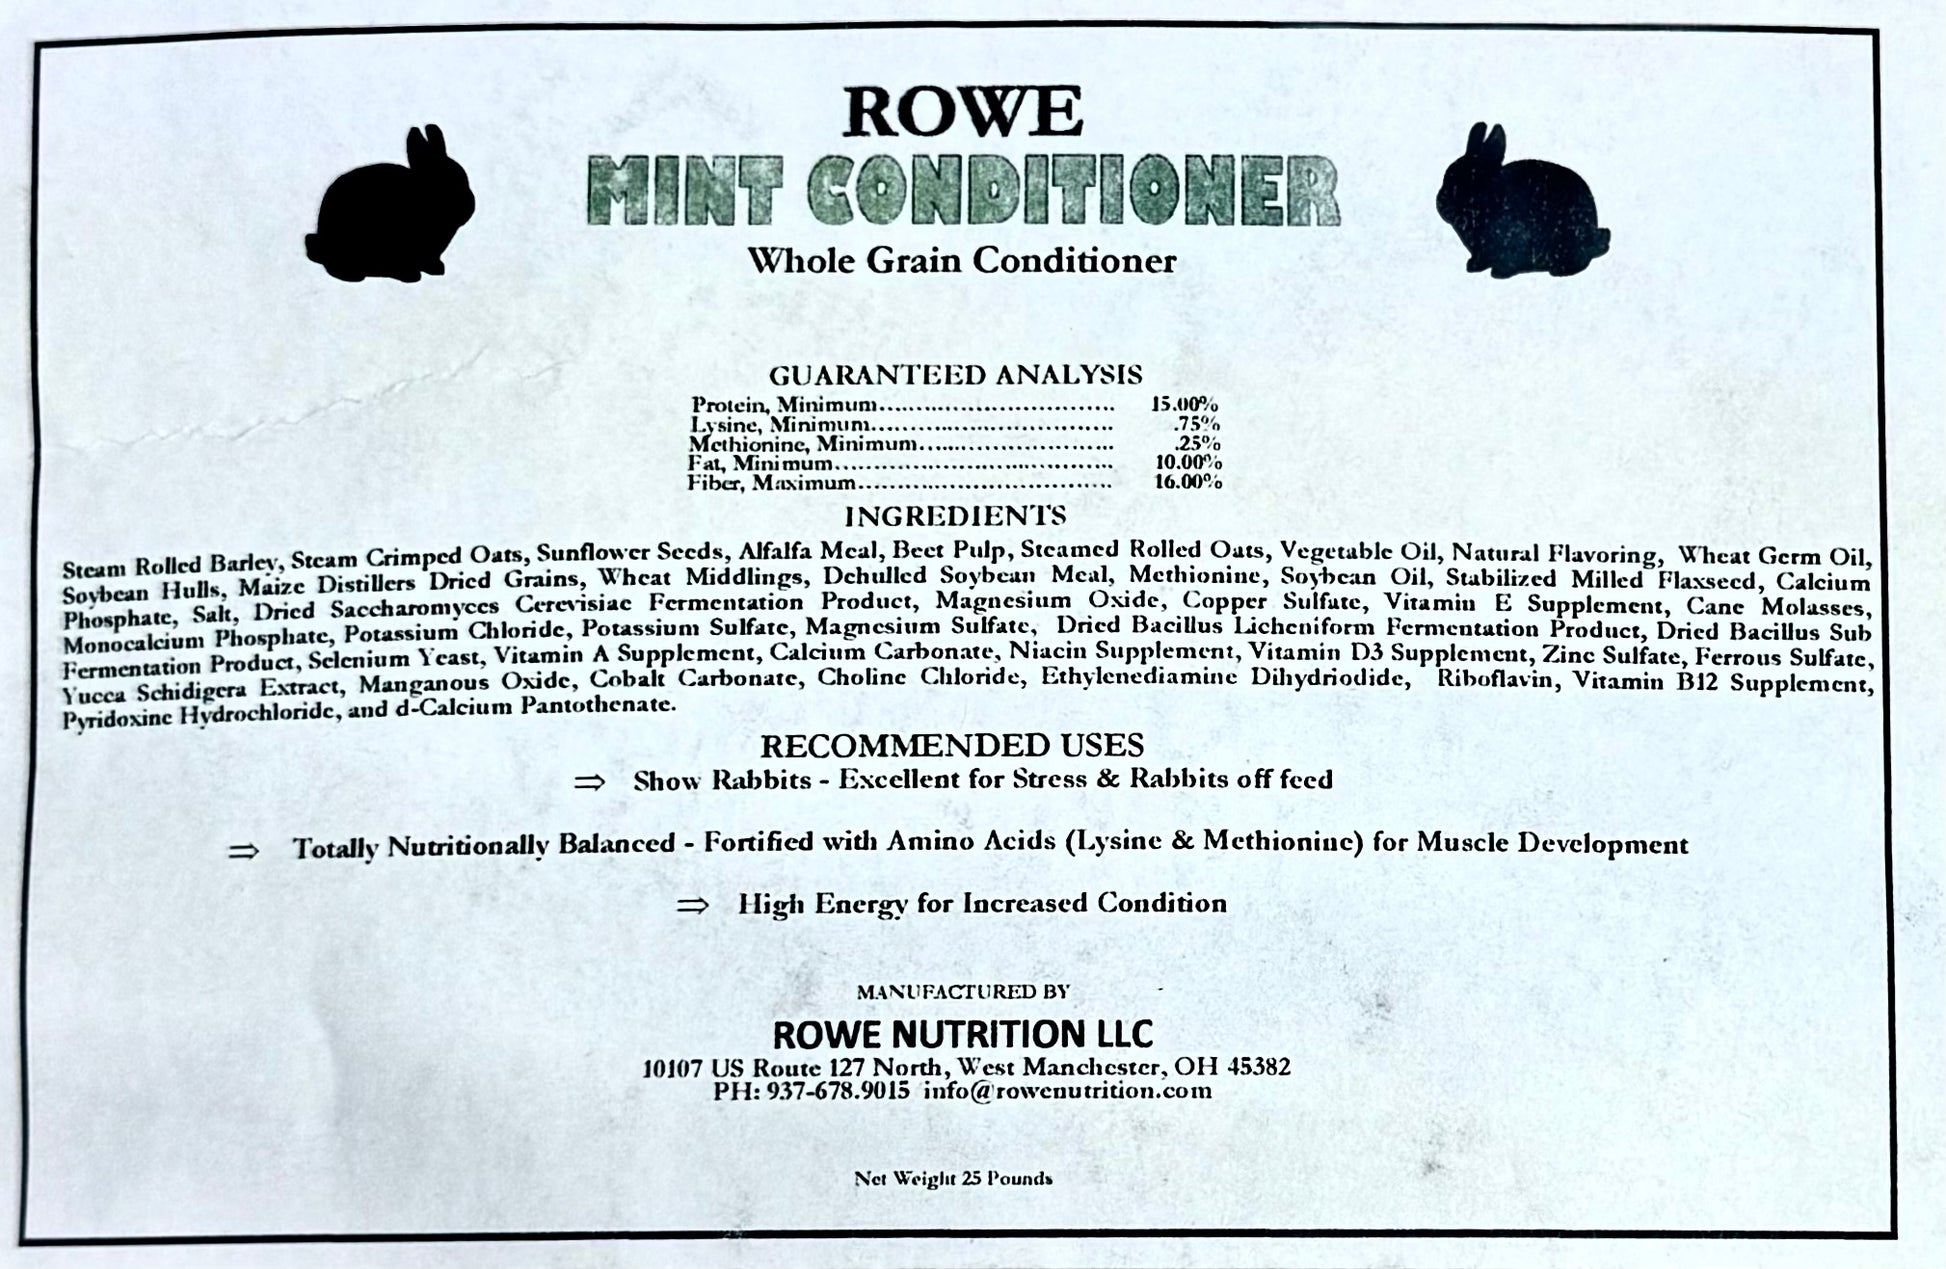 ROWE
MINT CONDITIONER
Whole Grain Conditioner
GUARANTEED ANALYSIS
Protein, Minimum................................ 15.00%
Lysine, Minimum................................. .75%
Methionine, Minimum.......................... .25%
Fat, Minimum..................................... 10.00%
Fiber, Maximum.................................. 16.00%
INGREDIENTS
Steam Rolled Barley, Steam Crimped Oats, Sunflower Seeds, Alfalfa Meal, Beet Pulp, Steamed Rolled Oats, Vegetable Oil, Natural Flavoring, Wheat Germ Oil,
Soybean Hulls, Maize Distillers Dried Grains, Wheat Middlings, Dehulled Soybean Meal, Methionine, Soybean Oil, Stabilized Milled Flaxseed, Calcium
Phosphate, Salt, Dried Saccharomyces Cerevisiae Fermentation Product, Magnesium Oxide, Copper Sulfate, Vitamin E Supplement, Cane Molasses,
Monocalcium Phosphate, Potassium Chloride, Potassium Sulfate, Magnesium Sulfate, Dried Bacillus Licheniform Fermentation Product, Dried Bacillus Sub
Fermentation Product, Selenium Yeast, Vitamin A Supplement, Calcium Carbonate, Niacin Supplement, Vitamin D3 Supplement, Zinc Sulfate, Ferrous Sulfate,
Yucca Schidigera Extract, Manganous Oxide, Cobalt Carbonate, Choline Chloride, Ethylenediamine Dihydriodide, Riboflavin, Vitamin B12 Supplement,
Pyridoxine Hydrochloride, and d-Calcium Pantothenate.
RECOMMENDED USES
⇒ Show Rabbits - Excellent for Stress & Rabbits off feed
⇒ Totally Nutritionally Balanced - Fortified with Amino Acids (Lysine & Methionine) for Muscle Development
⇒ High Energy for Increased Condition
MANUFACTURED BY
ROWE NUTRITION LLC
10107 US Route 127 North, West Manchester, OH 45382
PH: 937-678.9015 info@rowenutrition.com
Net Weight 25 Pounds